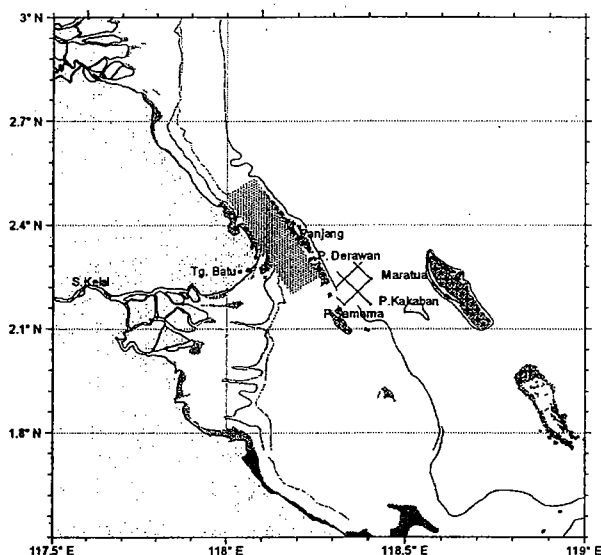 3° N
2.7° N
2.4° N
Panjang
P. Derawan
Tg. Batu
Maratua
S.Kelai
P.Kakaban
2.1° N
P.Semama
1.8° N
117.5° E
118° E
118.5° E
119° E